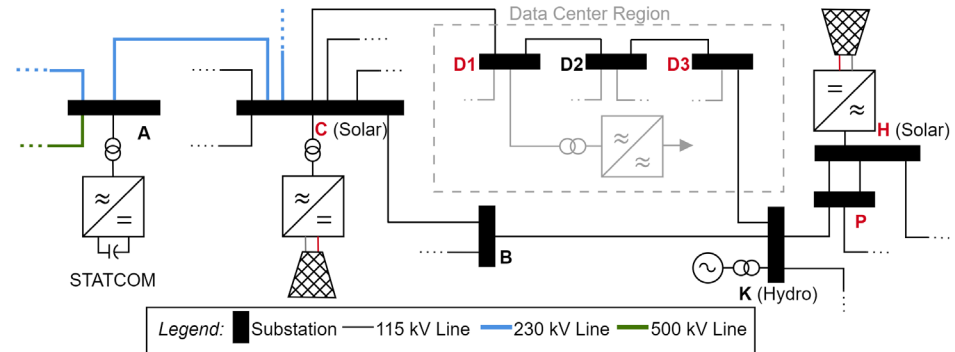 Data Center Region
D1
D2
D3
A
C (Solar)
H (Solar)
P
B
STATCOM
K (Hydro)
Legend: Substation 115 kV Line 230 kV Line 500 kV Line